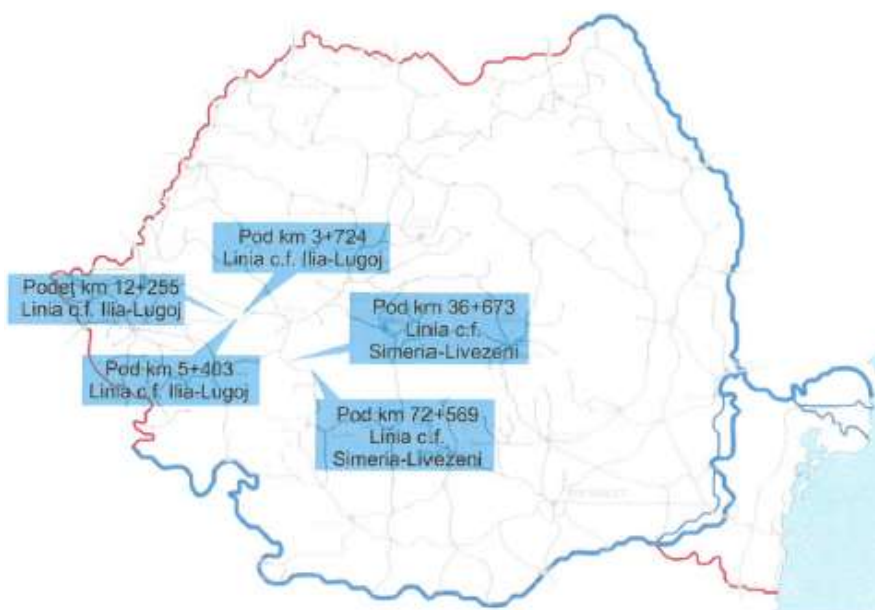 Pod km 3+724
Linia c.f. Ilia-Lugoj
Podeț km 12+255
Linia c.f. Ilia-Lugoj
Pod km 36+673
Linia c.f.
Simeria-Livezeni
Pod km 5+403
Linia c.f. Ilia-Lugoj
Pod km 72+569
Linia c.f.
Simeria-Livezeni